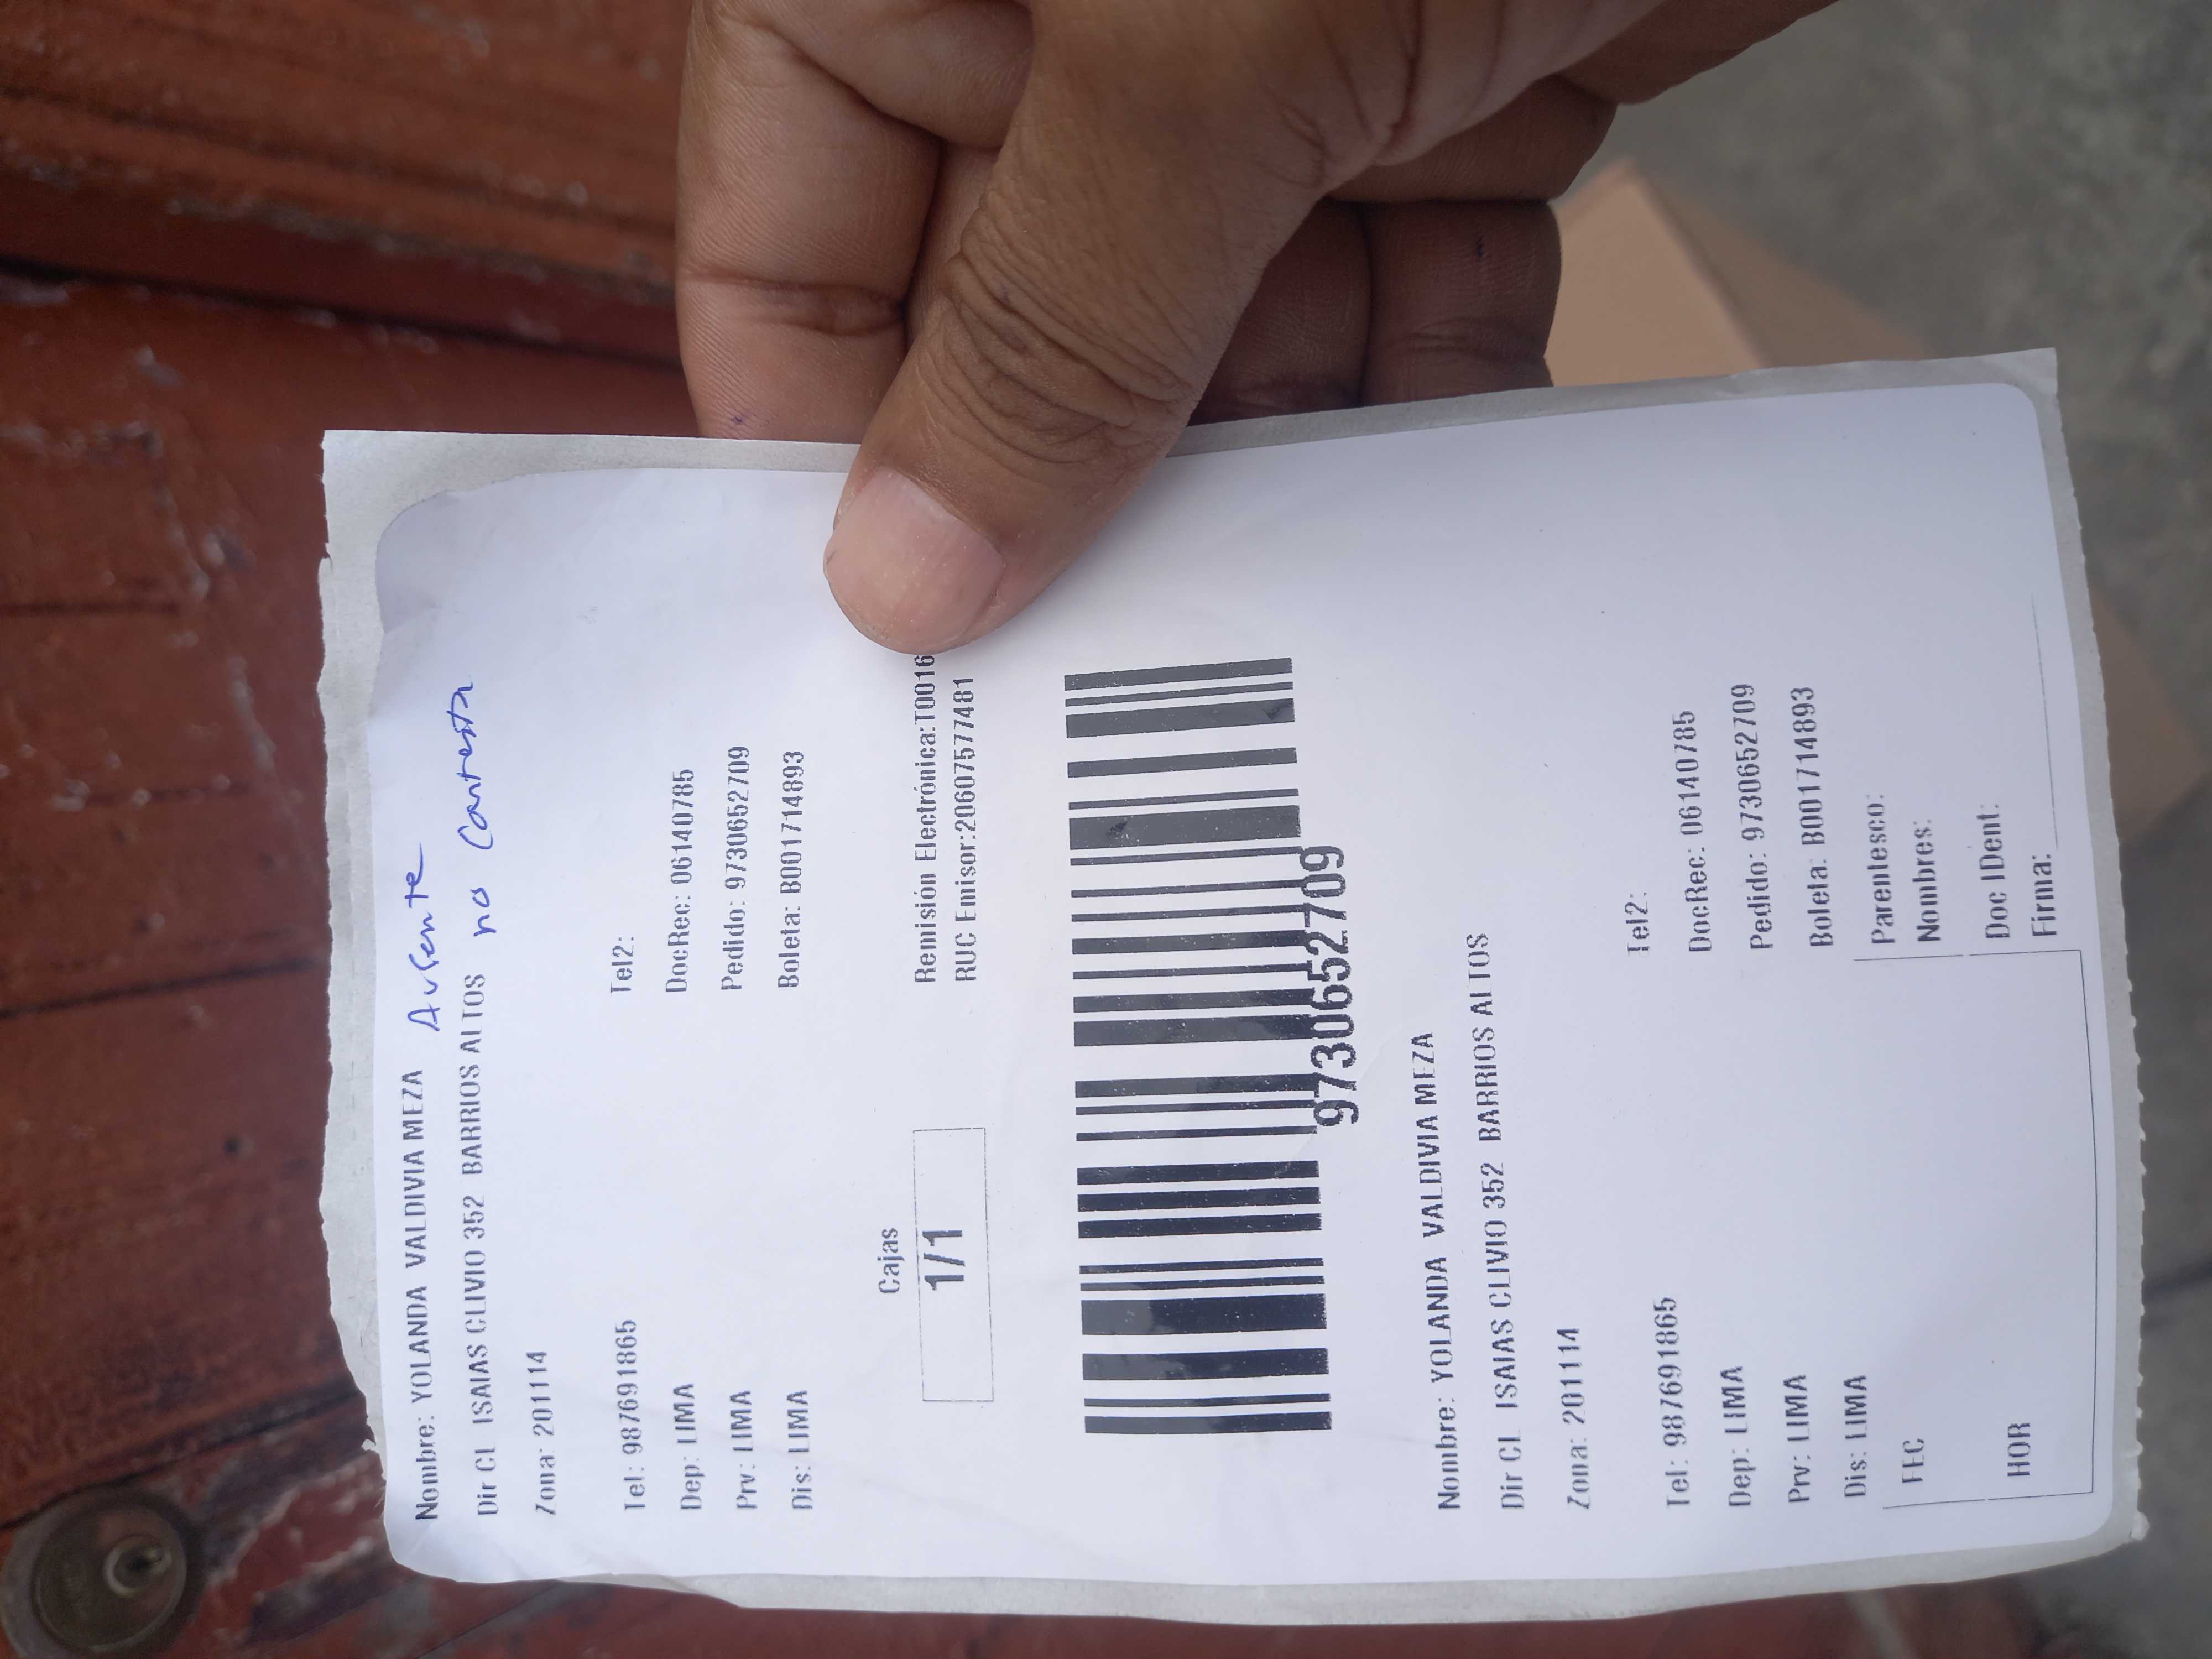 Nombre: YOLANDA VALDIVIA MEZA Ausente
Dir CL ISAIAS CLIVIO 352 BARRIOS ALTOS no Contesta
Zona: 201114
Tel: 987691865 Tel2:
Dep: LIMA DocRec: 06140785
Prv: LIMA Pedido: 9730652709
Dis: LIMA Boleta: B001714893
Cajas
1/1
Remisión Electrónica:T0016
RUC Emisor:20607577481
9730652709
Nombre: YOLANDA VALDIVIA MEZA
Dir CL ISAIAS CLIVIO 352 BARRIOS ALTOS
Zona: 201114
Tel: 987691865 Tel2:
Dep: LIMA DocRec: 06140785
Prv: LIMA Pedido: 9730652709
Dis: LIMA Boleta: B001714893
FEC Parentesco:
Nombres:
HOR Doc IDent:
Firma: